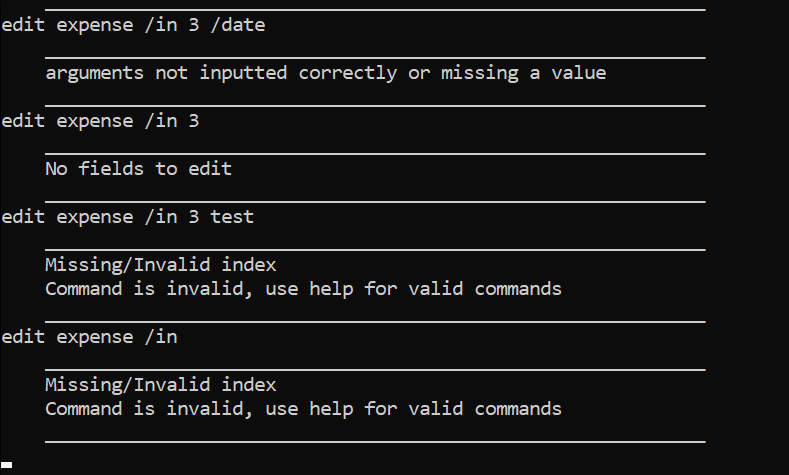 edit expense /in 3 /date
arguments not inputted correctly or missing a value
edit expense /in 3
No fields to edit
edit expense /in 3 test
Missing/Invalid index
Command is invalid, use help for valid commands
edit expense /in
Missing/Invalid index
Command is invalid, use help for valid commands